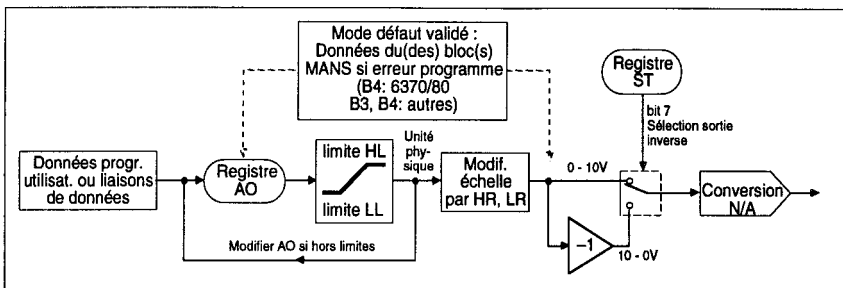 Mode défaut validé :
Données du(des) bloc(s)
MANS si erreur programme
(B4: 6370/80
B3, B4: autres)
Registre
ST
bit 7
Sélection sortie
inverse
Données progr.
utilisat. ou liaisons
de données
Registre
AO
limite HL
limite LL
Unité
phy-
sique
Modif.
échelle
par HR, LR
0 - 10V
Conversion
N/A
Modifier AO si hors limites
–1
10 - 0V